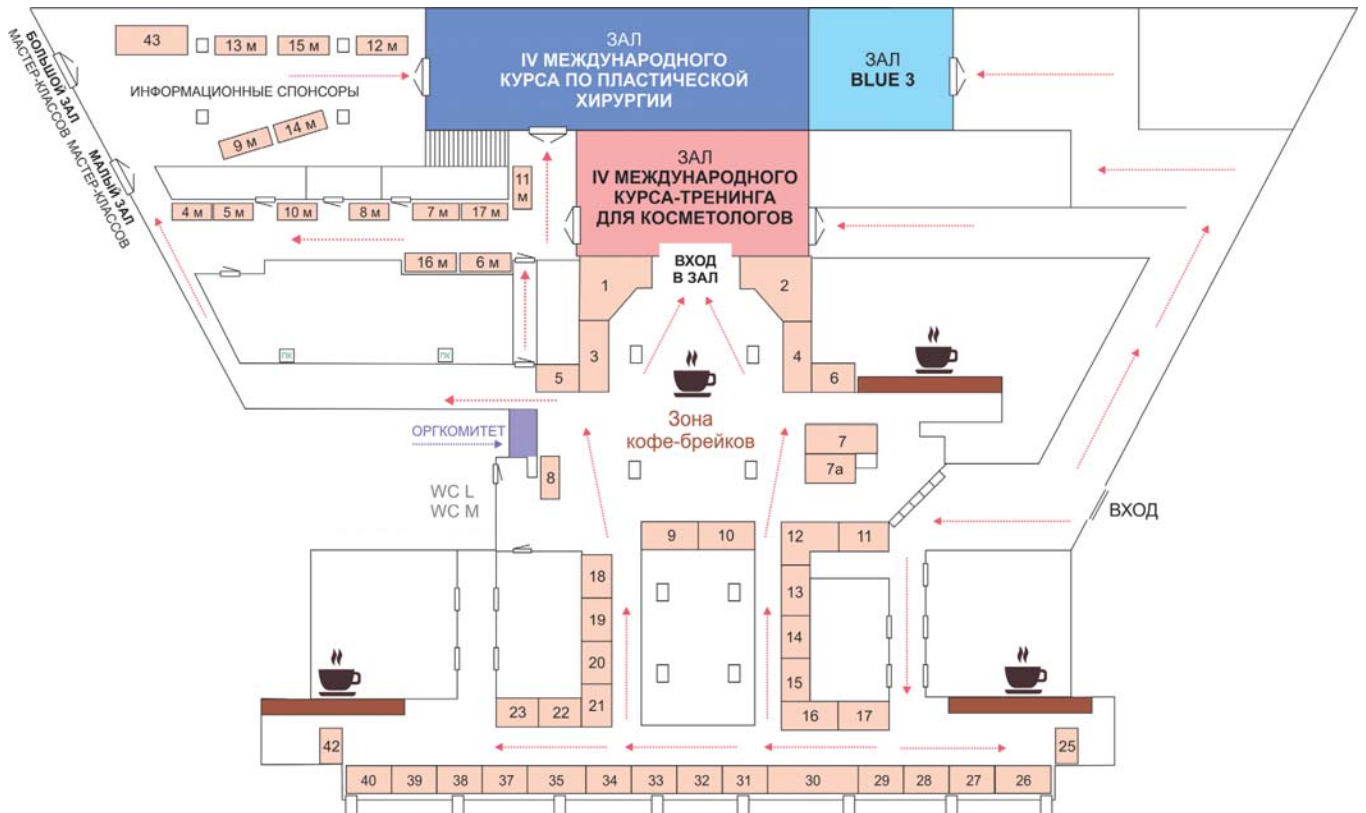 43
13 м
15 м
12 м
ЗАЛ
IV МЕЖДУНАРОДНОГО
КУРСА ПО ПЛАСТИЧЕСКОЙ
ХИРУРГИИ
ЗАЛ
BLUE 3
БОЛЬШОЙ ЗАЛ
МАСТЕР-КЛАССОВ
ИНФОРМАЦИОННЫЕ СПОНСОРЫ
9 м
14 м
МАЛЫЙ ЗАЛ
МАСТЕР-КЛАССОВ
11
м
ЗАЛ
IV МЕЖДУНАРОДНОГО
КУРСА-ТРЕНИНГА
ДЛЯ КОСМЕТОЛОГОВ
4 м
5 м
10 м
8 м
7 м
17 м
16 м
6 м
ВХОД
В ЗАЛ
1
2
3
4
ПК
ПК
5
6
Зона
кофе-брейков
ОРГКОМИТЕТ
7
7а
8
WC L
WC M
ВХОД
9
10
12
11
18
13
19
14
20
15
21
23
22
16
17
42
25
40
39
38
37
35
34
33
32
31
30
29
28
27
26